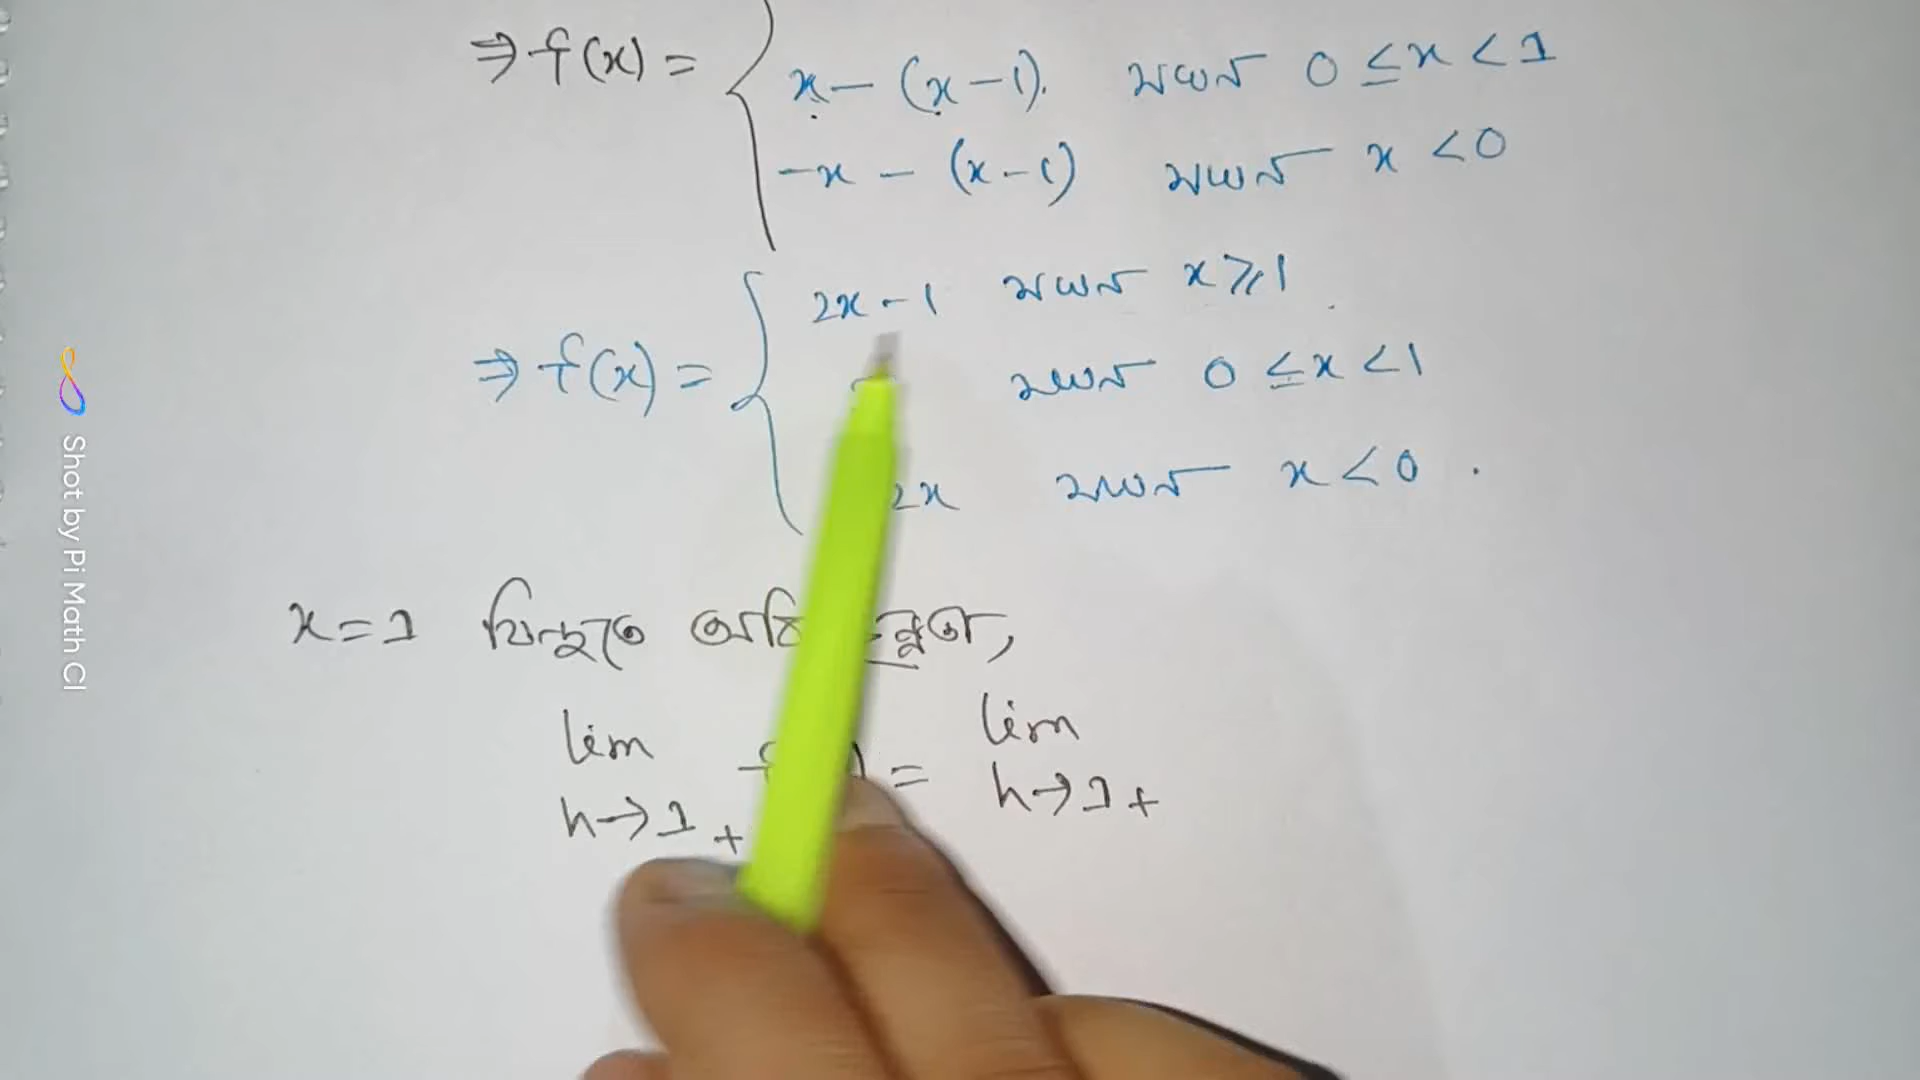 ⇒ f(x) =
x – (x – 1) যখন 0 ≤ x < 1
– x – (x – 1) যখন x < 0
2x – 1 যখন x ≥ 1
⇒ f(x) = যখন 0 ≤ x < 1
2x যখন x < 0
x = 1 বিন্দুতে
lim = lim
h → 1+ h → 1+
Shot by Pi Math Cl